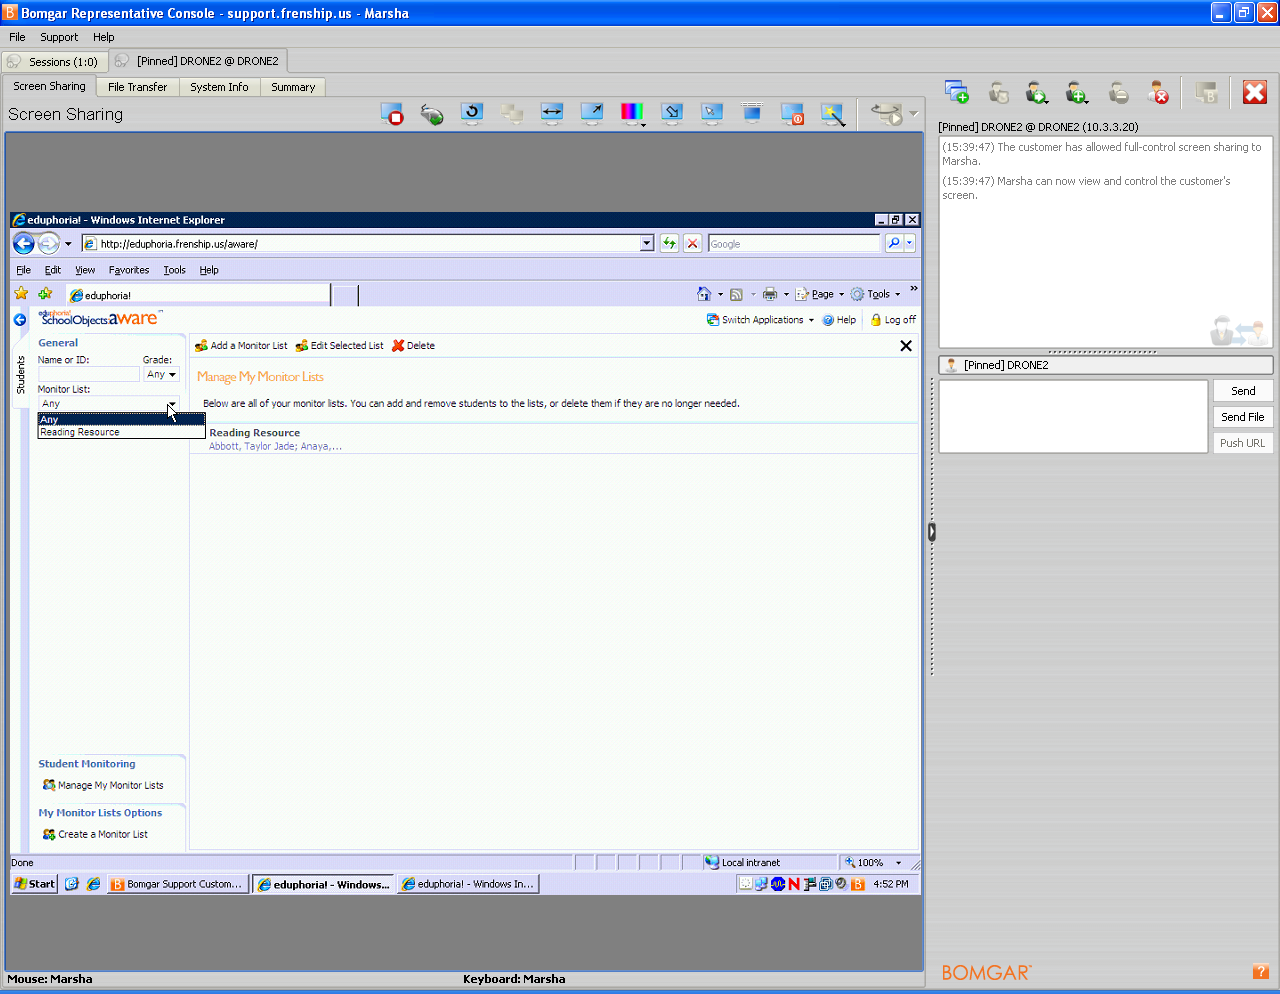 Bomgar Representative Console - support.frenship.us - Marsha
File Support Help
Sessions (1:0) [Pinned] DRONE2 @ DRONE2
Screen Sharing File Transfer System Info Summary
Screen Sharing
[Pinned] DRONE2 @ DRONE2 (10.3.3.20)
(15:39:47) The customer has allowed full-control screen sharing to
Marsha.
(15:39:47) Marsha can now view and control the customer's
screen.
[Pinned] DRONE2
Send
Send File
Push URL
eduphoria! - Windows Internet Explorer
http://eduphoria.frenship.us/aware/
Google
File Edit View Favorites Tools Help
eduphoria!
Page Tools
eduphoria!
SchoolObjects:aware
Switch Applications Help Log off
Students
General
Name or ID: Grade:
Any
Monitor List:
Any
Any
Reading Resource
Add a Monitor List Edit Selected List Delete
Manage My Monitor Lists
Below are all of your monitor lists. You can add and remove students to the lists, or delete them if they are no longer needed.
Reading Resource
Abbott, Taylor Jade; Anaya,...
Student Monitoring
Manage My Monitor Lists
My Monitor Lists Options
Create a Monitor List
Done Local intranet 100%
Start Bomgar Support Custom... eduphoria! - Windows... eduphoria! - Windows In... 4:52 PM
Mouse: Marsha Keyboard: Marsha
BOMGAR